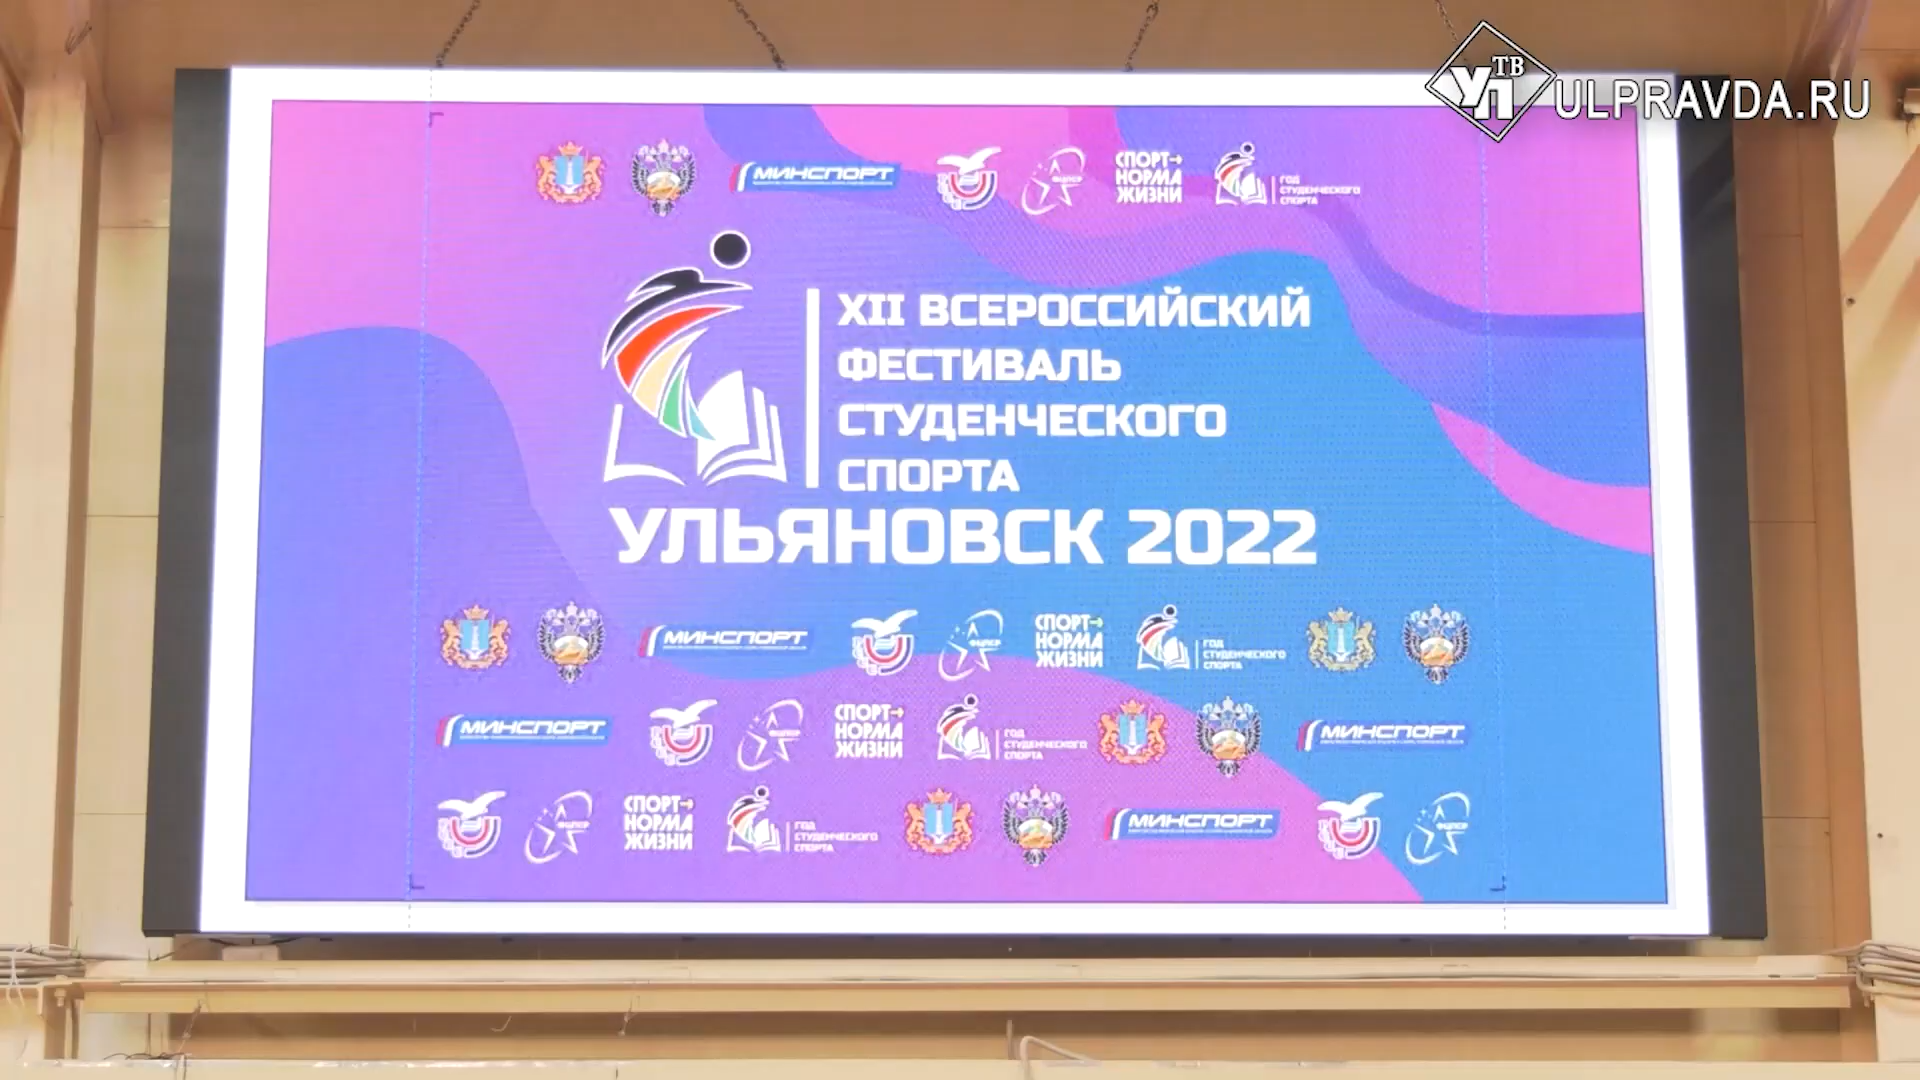 УП ТВ ULPRAVDA.RU
МИНСПОРТ
СПОРТ→
НОРМА
ЖИЗНИ
ГОД
СТУДЕНЧЕСКОГО
СПОРТА
XII ВСЕРОССИЙСКИЙ
ФЕСТИВАЛЬ
СТУДЕНЧЕСКОГО
СПОРТА
УЛЬЯНОВСК 2022
МИНСПОРТ
СПОРТ→
НОРМА
ЖИЗНИ
ГОД
СТУДЕНЧЕСКОГО
СПОРТА
МИНСПОРТ
СПОРТ→
НОРМА
ЖИЗНИ
ГОД
СТУДЕНЧЕСКОГО
СПОРТА
МИНСПОРТ
СПОРТ→
НОРМА
ЖИЗНИ
ГОД
СТУДЕНЧЕСКОГО
СПОРТА
МИНСПОРТ